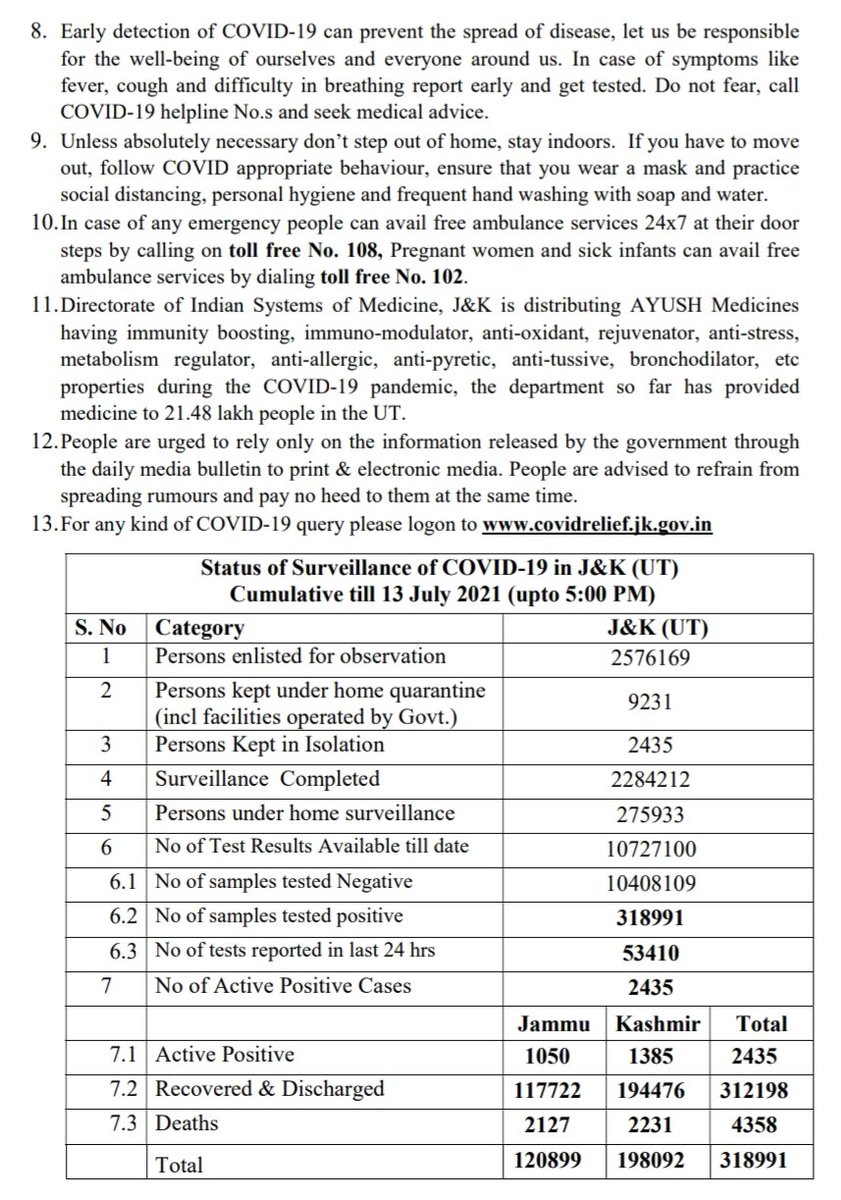 8. Early detection of COVID-19 can prevent the spread of disease, let us be responsible
for the well-being of ourselves and everyone around us. In case of symptoms like
fever, cough and difficulty in breathing report early and get tested. Do not fear, call
COVID-19 helpline No.s and seek medical advice.
9. Unless absolutely necessary don't step out of home, stay indoors. If you have to move
out, follow COVID appropriate behaviour, ensure that you wear a mask and practice
social distancing, personal hygiene and frequent hand washing with soap and water.
10.In case of any emergency people can avail free ambulance services 24x7 at their door
steps by calling on toll free No. 108, Pregnant women and sick infants can avail free
ambulance services by dialing toll free No. 102.
11.Directorate of Indian Systems of Medicine, J&K is distributing AYUSH Medicines
having immunity boosting, immuno-modulator, anti-oxidant, rejuvenator, anti-stress,
metabolism regulator, anti-allergic, anti-pyretic, anti-tussive, bronchodilator, etc
properties during the COVID-19 pandemic, the department so far has provided
medicine to 21.48 lakh people in the UT.
12.People are urged to rely only on the information released by the government through
the daily media bulletin to print & electronic media. People are advised to refrain from
spreading rumours and pay no heed to them at the same time.
13.For any kind of COVID-19 query please logon to www.covidrelief.jk.gov.in
Status of Surveillance of COVID-19 in J&K (UT)
Cumulative till 13 July 2021 (upto 5:00 PM)
S. No Category J&K (UT)
1 Persons enlisted for observation 2576169
2 Persons kept under home quarantine
(incl facilities operated by Govt.) 9231
3 Persons Kept in Isolation 2435
4 Surveillance Completed 2284212
5 Persons under home surveillance 275933
6 No of Test Results Available till date 10727100
6.1 No of samples tested Negative 10408109
6.2 No of samples tested positive 318991
6.3 No of tests reported in last 24 hrs 53410
7 No of Active Positive Cases 2435
Jammu Kashmir Total
7.1 Active Positive 1050 1385 2435
7.2 Recovered & Discharged 117722 194476 312198
7.3 Deaths 2127 2231 4358
Total 120899 198092 318991